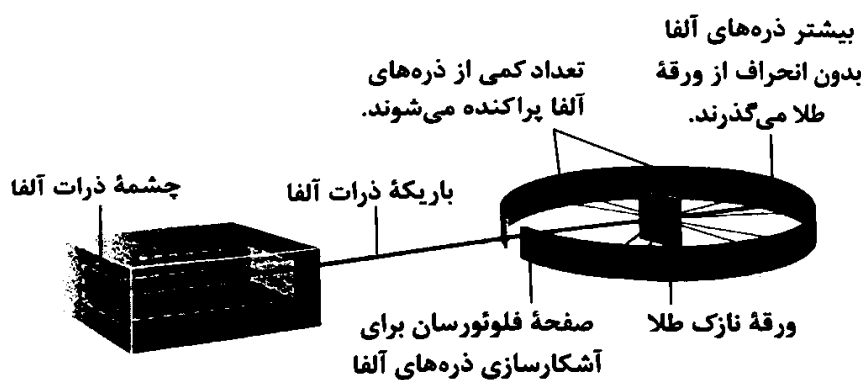 بیشتر ذره‌های آلفا
بدون انحراف از ورقهٔ
طلا می‌گذرند.
تعداد کمی از ذره‌های
آلفا پراکنده می‌شوند.
باریکهٔ ذرات آلفا
چشمهٔ ذرات آلفا
ورقهٔ نازک طلا
صفحهٔ فلوئورسان برای
آشکارسازی ذره‌های آلفا